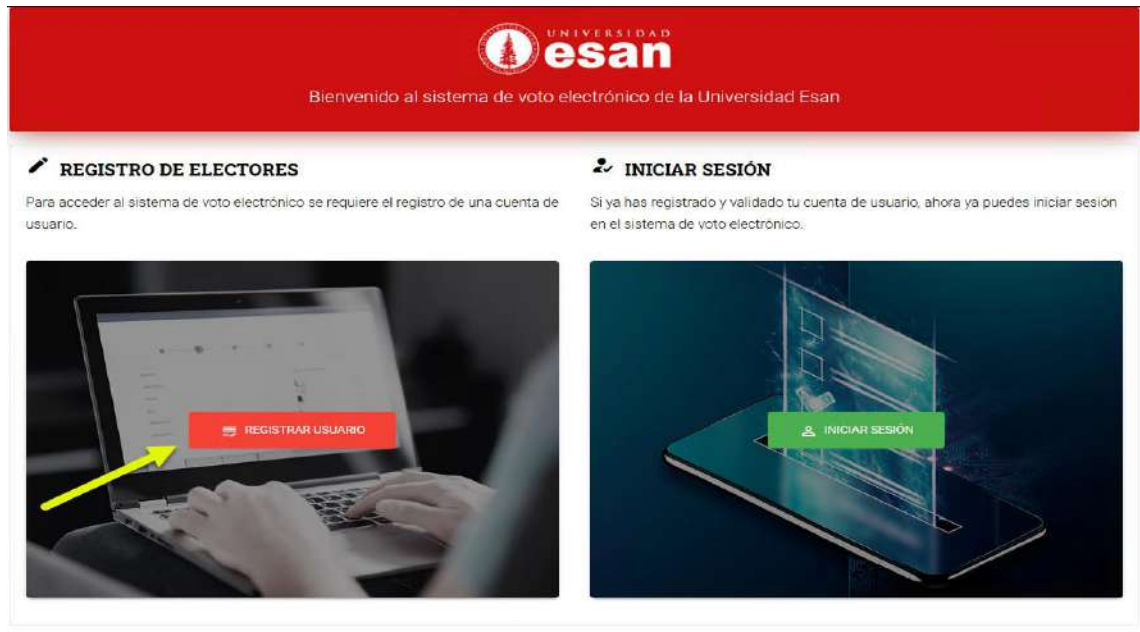 UNIVERSIDAD
esan
Bienvenido al sistema de voto electrónico de la Universidad Esan
REGISTRO DE ELECTORES
Para acceder al sistema de voto electrónico se requiere el registro de una cuenta de
usuario.
REGISTRAR USUARIO
INICIAR SESIÓN
Si ya has registrado y validado tu cuenta de usuario, ahora ya puedes iniciar sesión
en el sistema de voto electrónico.
INICIAR SESIÓN